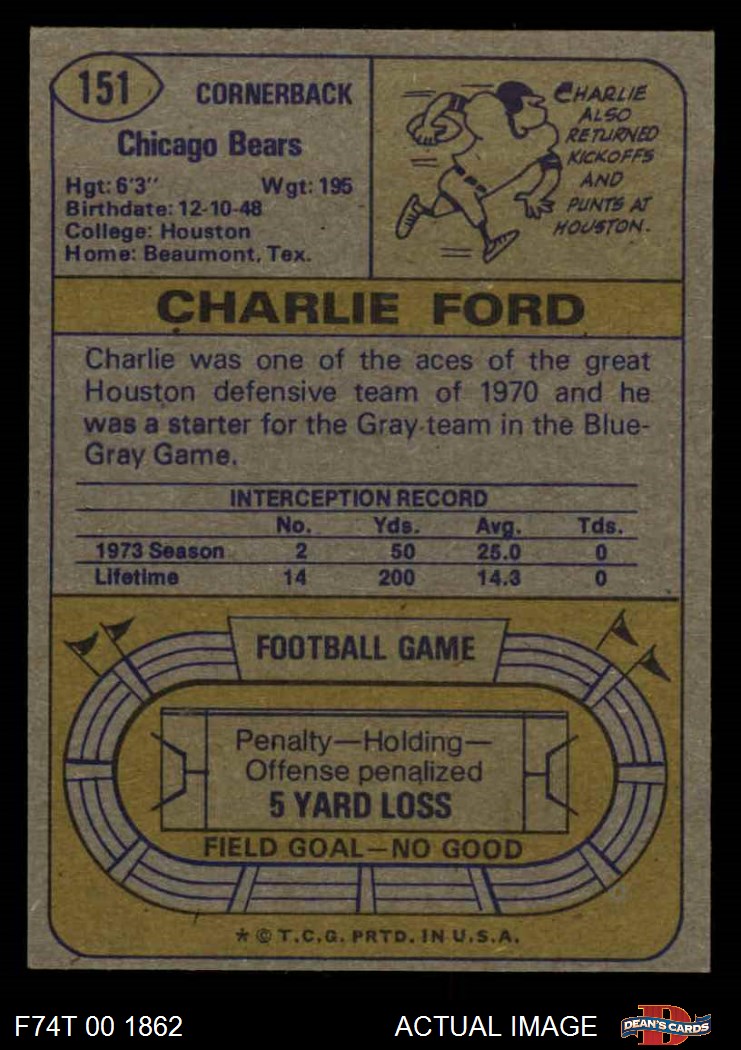 151
CORNERBACK
Chicago Bears
Hgt: 6'3" Wgt: 195
Birthdate: 12-10-48
College: Houston
Home: Beaumont, Tex.
CHARLIE
ALSO
RETURNED
KICKOFFS
AND
PUNTS AT
HOUSTON.
CHARLIE FORD
Charlie was one of the aces of the great
Houston defensive team of 1970 and he
was a starter for the Gray team in the Blue-
Gray Game.
INTERCEPTION RECORD
No. Yds. Avg. Tds.
1973 Season 2 50 25.0 0
Lifetime 14 200 14.3 0
FOOTBALL GAME
Penalty—Holding—
Offense penalized
5 YARD LOSS
FIELD GOAL—NO GOOD
* © T.C.G. PRTD. IN U.S.A.
F74T 00 1862 ACTUAL IMAGE
D
DEAN'S CARDS